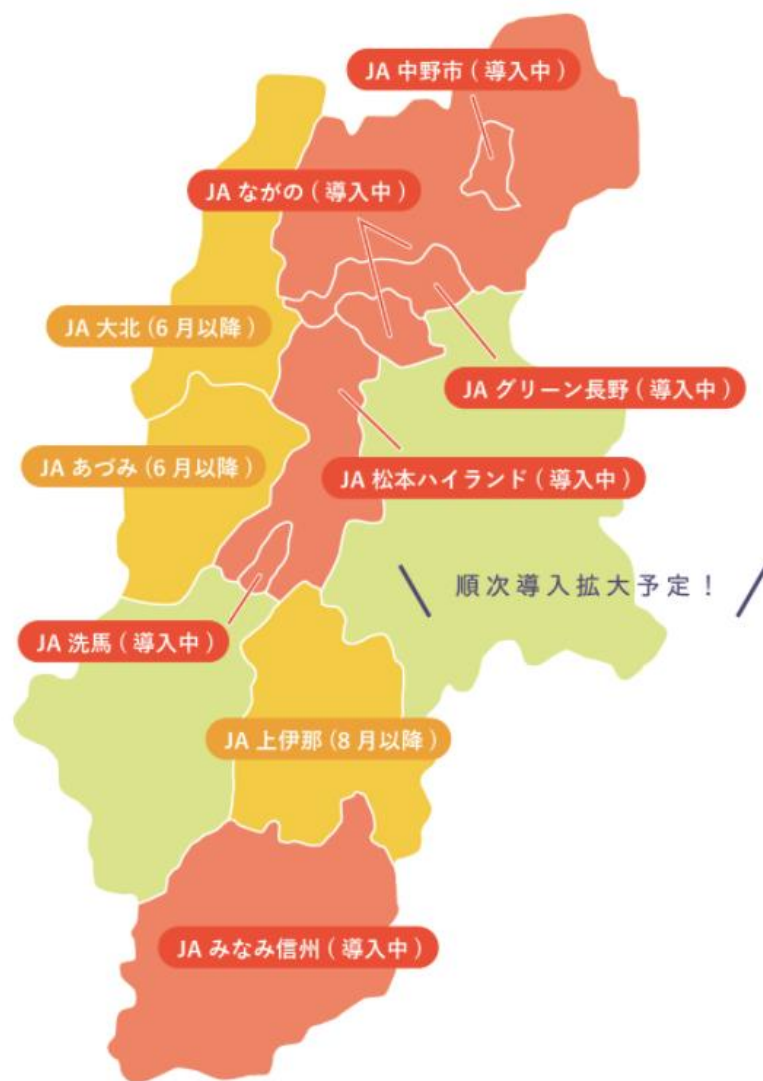 JA 中野市 ( 導入中 )
JA ながの ( 導入中 )
JA 大北 (6 月以降 )
JA グリーン長野 ( 導入中 )
JA あづみ (6 月以降 )
JA 松本ハイランド ( 導入中 )
順次導入拡大予定！
JA 洗馬 ( 導入中 )
JA 上伊那 (8 月以降 )
JA みなみ信州 ( 導入中 )